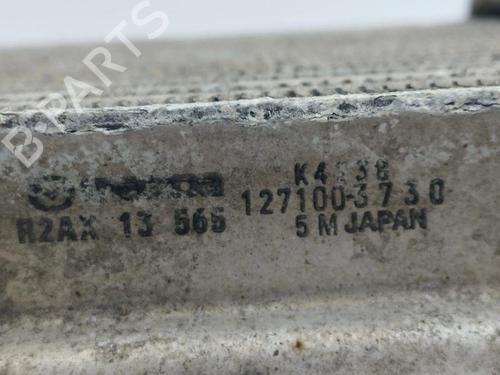 B-PARTS
K4238
127100-3730
R2AX 13 565
5 M JAPAN